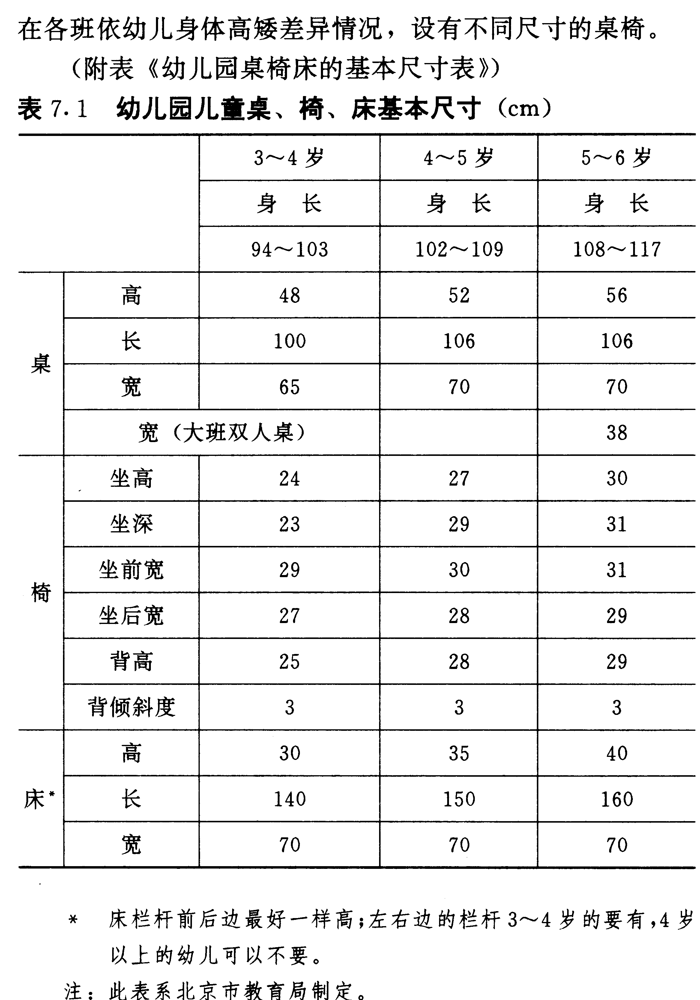 在各班依幼儿身体高矮差异情况，设有不同尺寸的桌椅。
（附表《幼儿园桌椅床的基本尺寸表》）
表 7.1 幼儿园儿童桌、椅、床基本尺寸（cm）
3～4 岁 4～5 岁 5～6 岁
身 长 身 长 身 长
94～103 102～109 108～117
桌
高 48 52 56
长 100 106 106
宽 65 70 70
宽（大班双人桌） 38
椅
坐高 24 27 30
坐深 23 29 31
坐前宽 29 30 31
坐后宽 27 28 29
背高 25 28 29
背倾斜度 3 3 3
床*
高 30 35 40
长 140 150 160
宽 70 70 70
* 床栏杆前后边最好一样高;左右边的栏杆 3～4 岁的要有,4 岁
以上的幼儿可以不要。
注：此表系北京市教育局制定。